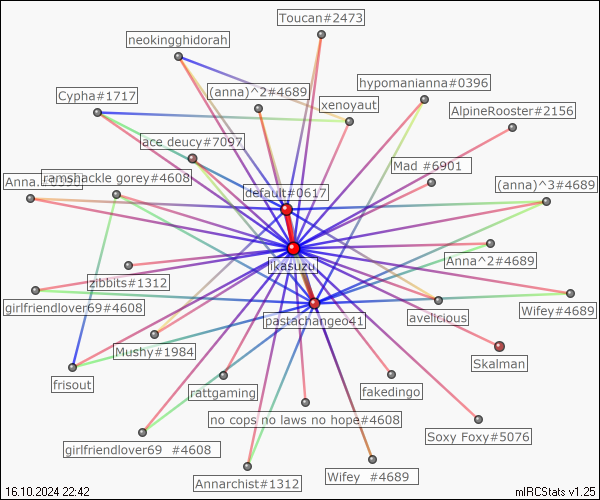 Toucan#2473
neokingghidorah
hypomanianna#0396
(anna)^2#4689
Cypha#1717
xenoyaut
AlpineRooster#2156
ace deucy#7097
Mad #6901
ramshackle gorey#4608
(anna)^3#4689
default#0617
Anna^2#4689
ikasuzu
zibbits#1312
girlfriendlover69#4608
Wifey#4689
avelicious
pastachangeo41
Mushy#1984
Skalman
frisout
rattgaming
fakedingo
no cops no laws no hope#4608
Soxy Foxy#5076
girlfriendlover69 #4608
Wifey #4689
Annarchist#1312
16.10.2024 22:42
mIRCStats v1.25